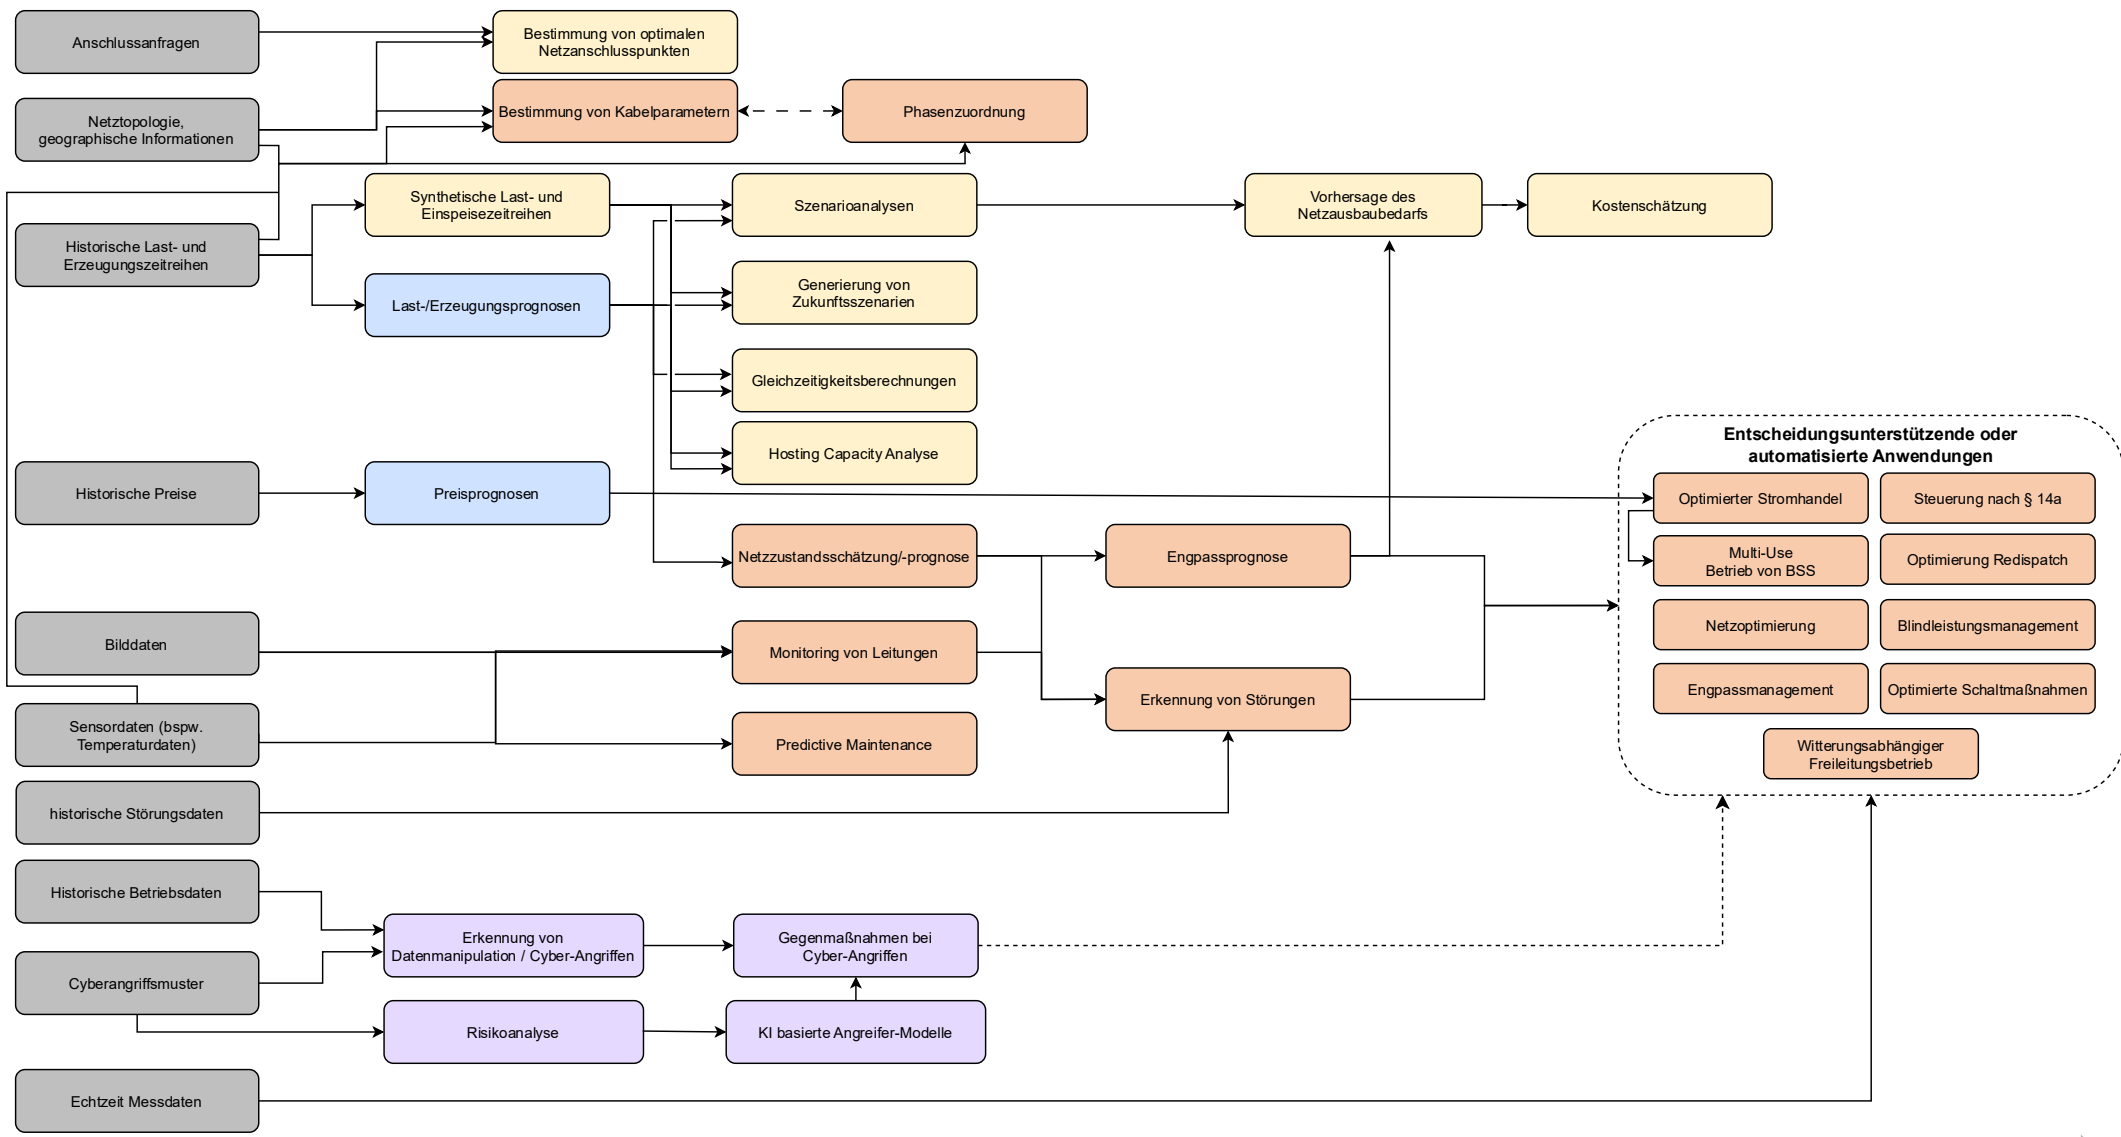 Anschlussanfragen
Bestimmung von optimalen
Netzanschlusspunkten
Netztopologie,
geographische Informationen
Bestimmung von Kabelparametern
Phasenzuordnung
Historische Last- und
Erzeugungszeitreihen
Synthetische Last- und
Einspeisezeitreihen
Szenarioanalysen
Vorhersage des
Netzausbaubedarfs
Kostenschätzung
Last-/Erzeugungsprognosen
Generierung von
Zukunftsszenarien
Gleichzeitigkeitsberechnungen
Hosting Capacity Analyse
Historische Preise
Preisprognosen
Netzzustandsschätzung/-prognose
Engpassprognose
Bilddaten
Monitoring von Leitungen
Erkennung von Störungen
Sensordaten (bspw.
Temperaturdaten)
Predictive Maintenance
historische Störungsdaten
Entscheidungsunterstützende oder
automatisierte Anwendungen
Optimierter Stromhandel
Steuerung nach § 14a
Multi-Use
Betrieb von BSS
Optimierung Redispatch
Netzoptimierung
Blindleistungsmanagement
Engpassmanagement
Optimierte Schaltmaßnahmen
Witterungsabhängiger
Freileitungsbetrieb
Historische Betriebsdaten
Erkennung von
Datenmanipulation / Cyber-Angriffen
Gegenmaßnahmen bei
Cyber-Angriffen
Cyberangriffsmuster
Risikoanalyse
KI basierte Angreifer-Modelle
Echtzeit Messdaten